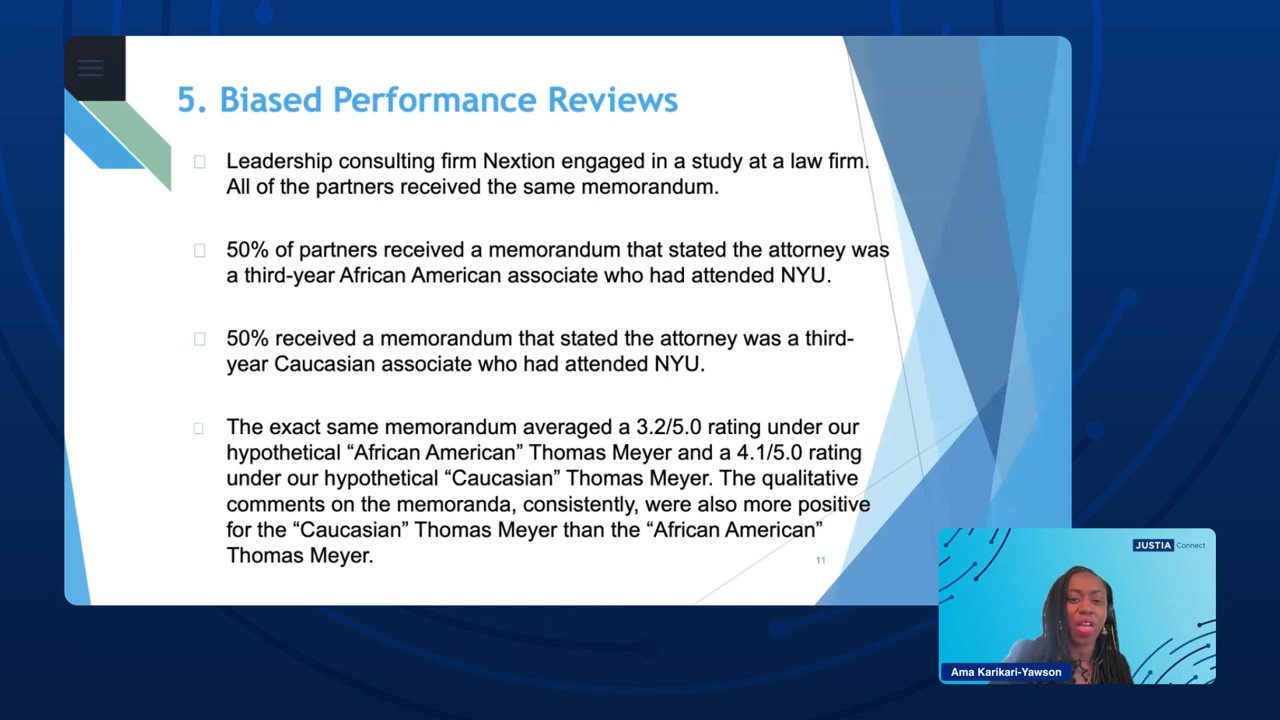 5. Biased Performance Reviews
Leadership consulting firm Nextion engaged in a study at a law firm.
All of the partners received the same memorandum.
50% of partners received a memorandum that stated the attorney was
a third-year African American associate who had attended NYU.
50% received a memorandum that stated the attorney was a third-
year Caucasian associate who had attended NYU.
The exact same memorandum averaged a 3.2/5.0 rating under our
hypothetical “African American” Thomas Meyer and a 4.1/5.0 rating
under our hypothetical “Caucasian” Thomas Meyer. The qualitative
comments on the memoranda, consistently, were also more positive
for the “Caucasian” Thomas Meyer than the “African American”
Thomas Meyer.
11
JUSTIA Connect
Ama Karikari-Yawson